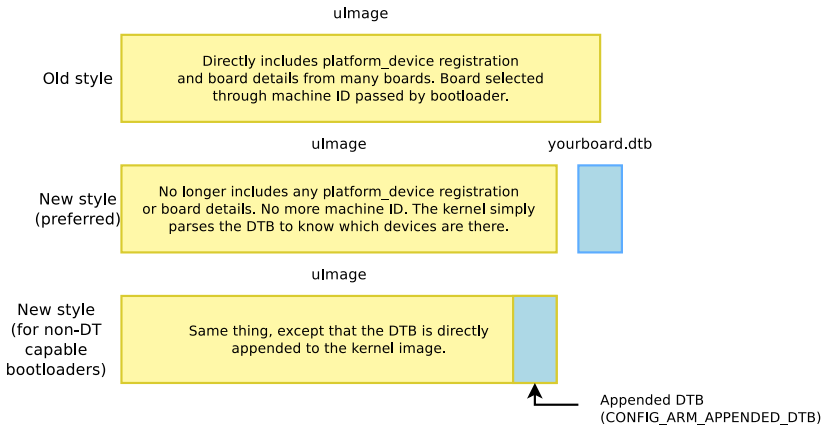 uImage
Old style
Directly includes platform_device registration
and board details from many boards. Board selected
through machine ID passed by bootloader.
uImage
yourboard.dtb
New style
(preferred)
No longer includes any platform_device registration
or board details. No more machine ID. The kernel simply
parses the DTB to know which devices are there.
uImage
New style
(for non-DT
capable
bootloaders)
Same thing, except that the DTB is directly
appended to the kernel image.
Appended DTB
(CONFIG_ARM_APPENDED_DTB)